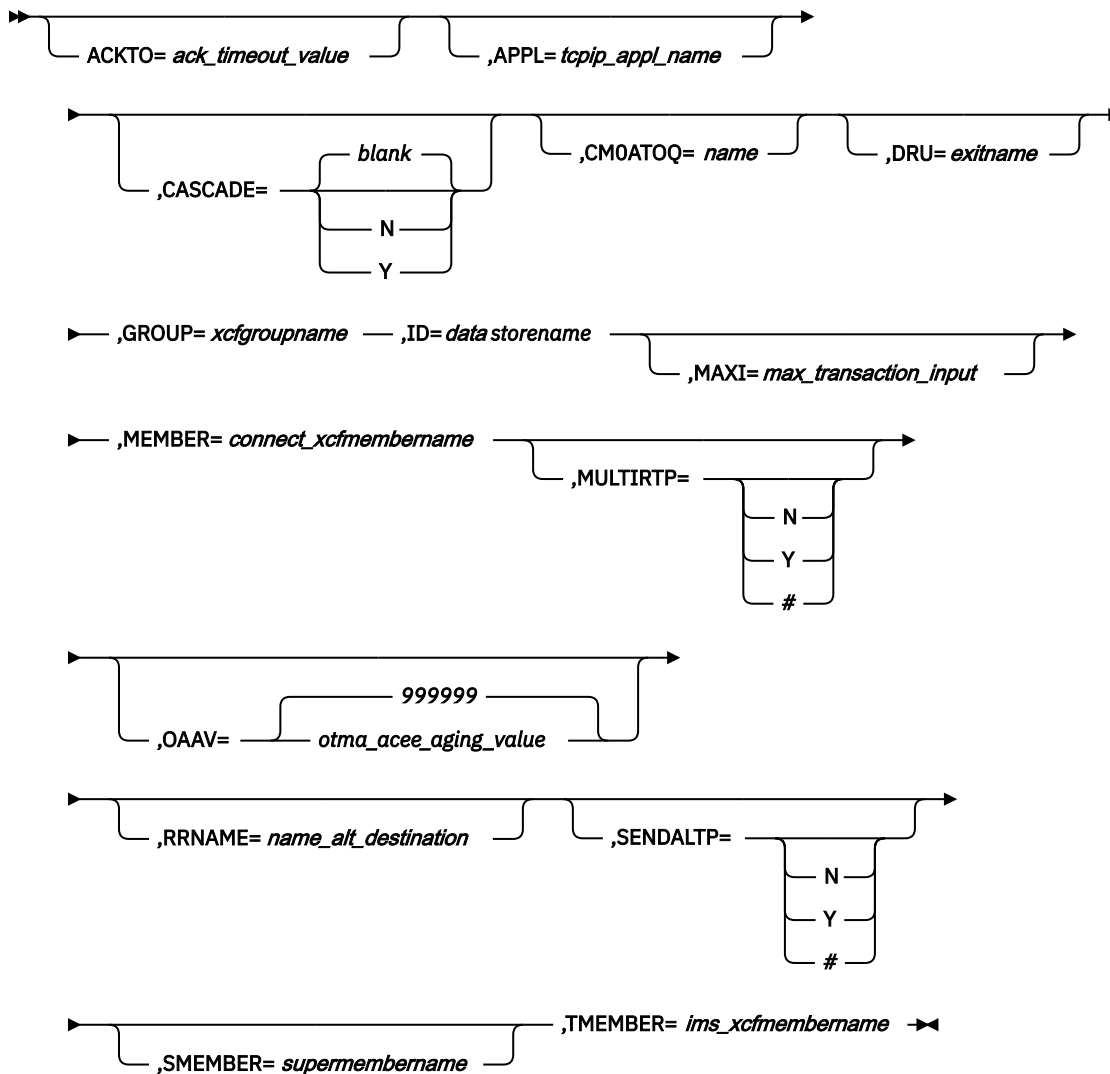 ACKTO= ack_timeout_value ,APPL= tcpip_appl_name
,CASCADE= blank N Y ,CM0ATOQ= name ,DRU= exitname
,GROUP= xcfgroupname ,ID= data storename ,MAXI= max_transaction_input
,MEMBER= connect_xcfmembername ,MULTIRTP= N Y #
,OAAV= 999999 otma_acee_aging_value
,RRNAME= name_alt_destination ,SENDALTP= N Y #
,SMEMBER= supermembername ,TMEMBER= ims_xcfmembername